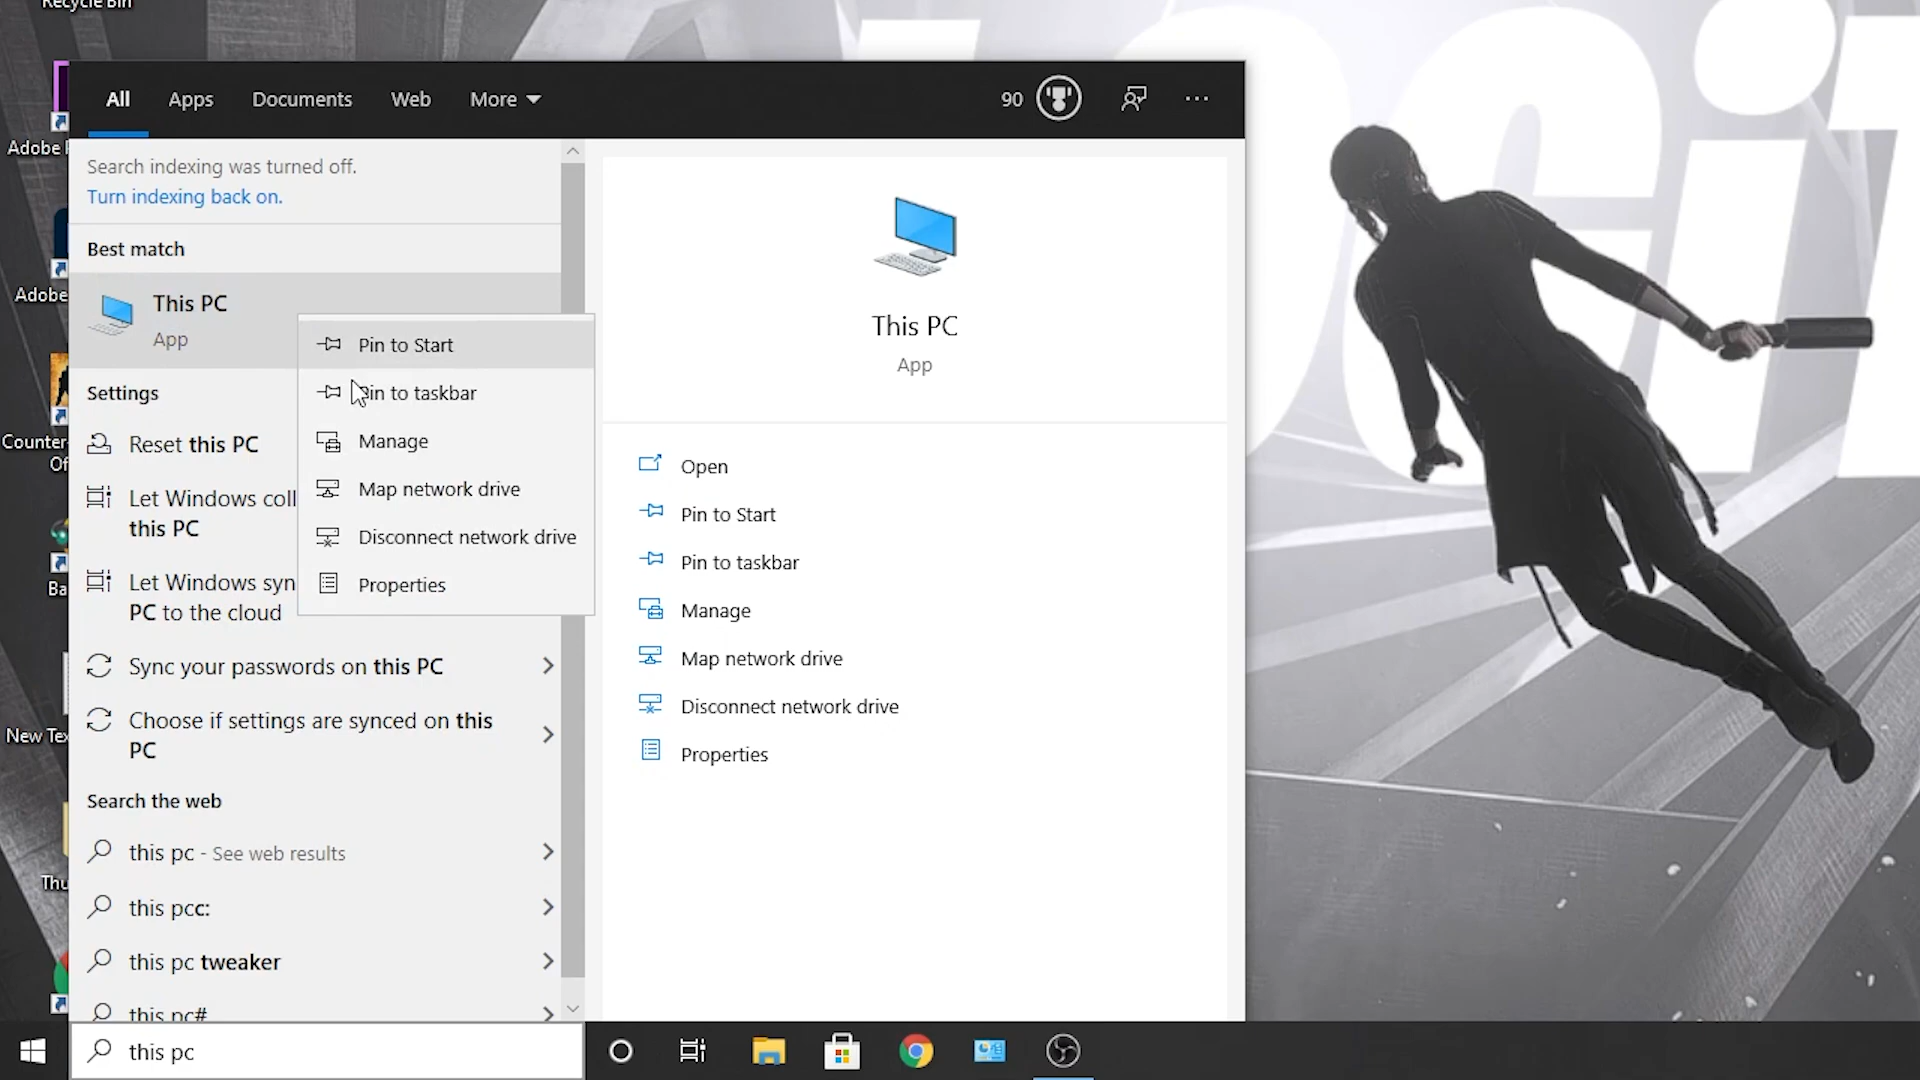 Recycle Bin
All
Apps
Documents
Web
More
90
Adobe
Adobe
Counter-
Of
Ba
New Tex
Thu
Search indexing was turned off.
Turn indexing back on.
Best match
This PC
App
Settings
Reset this PC
Let Windows coll
this PC
Let Windows syn
PC to the cloud
Sync your passwords on this PC
Choose if settings are synced on this
PC
Search the web
this pc - See web results
this pcc:
this pc tweaker
this pc#
Pin to Start
Pin to taskbar
Manage
Map network drive
Disconnect network drive
Properties
This PC
App
Open
Pin to Start
Pin to taskbar
Manage
Map network drive
Disconnect network drive
Properties
this pc